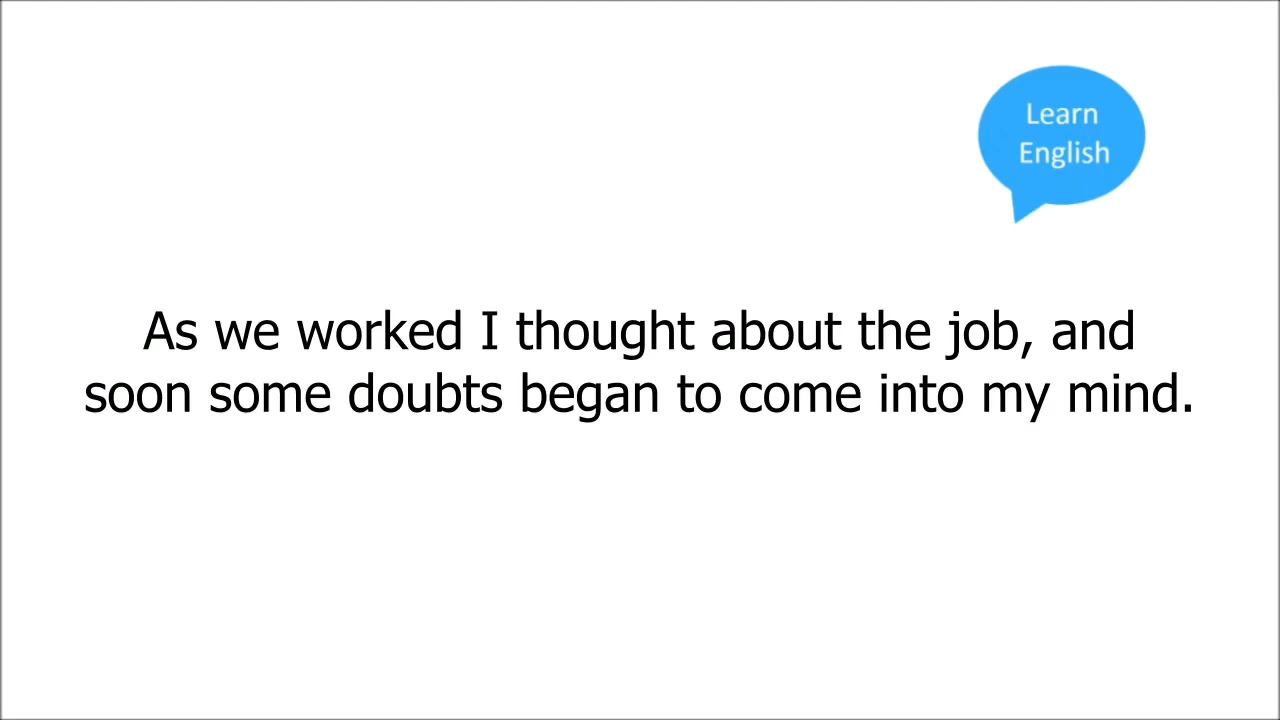 Learn
English
As we worked I thought about the job, and
soon some doubts began to come into my mind.